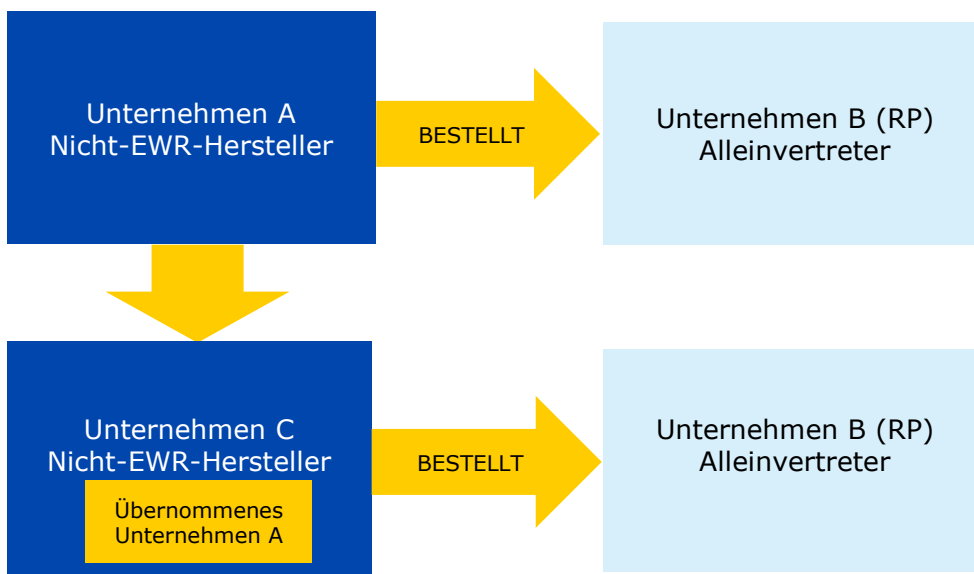 Unternehmen A
Nicht-EWR-Hersteller
BESTELLT
Unternehmen B (RP)
Alleinvertreter
Unternehmen C
Nicht-EWR-Hersteller
Übernommenes
Unternehmen A
BESTELLT
Unternehmen B (RP)
Alleinvertreter